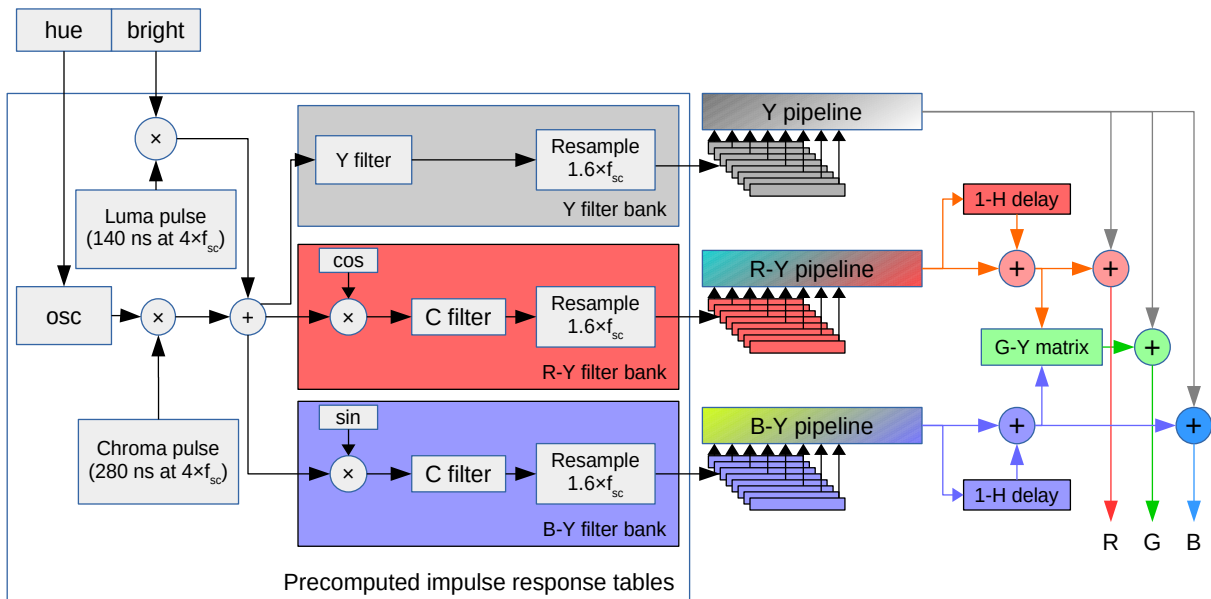 hue
bright
×
Luma pulse
(140 ns at 4×fsc)
osc
×
+
Chroma pulse
(280 ns at 4×fsc)
Y filter
Resample
1.6×fsc
Y filter bank
cos
×
C filter
Resample
1.6×fsc
R-Y filter bank
sin
×
C filter
Resample
1.6×fsc
B-Y filter bank
Precomputed impulse response tables
Y pipeline
R-Y pipeline
B-Y pipeline
1-H delay
+
+
G-Y matrix
+
+
+
1-H delay
R
G
B